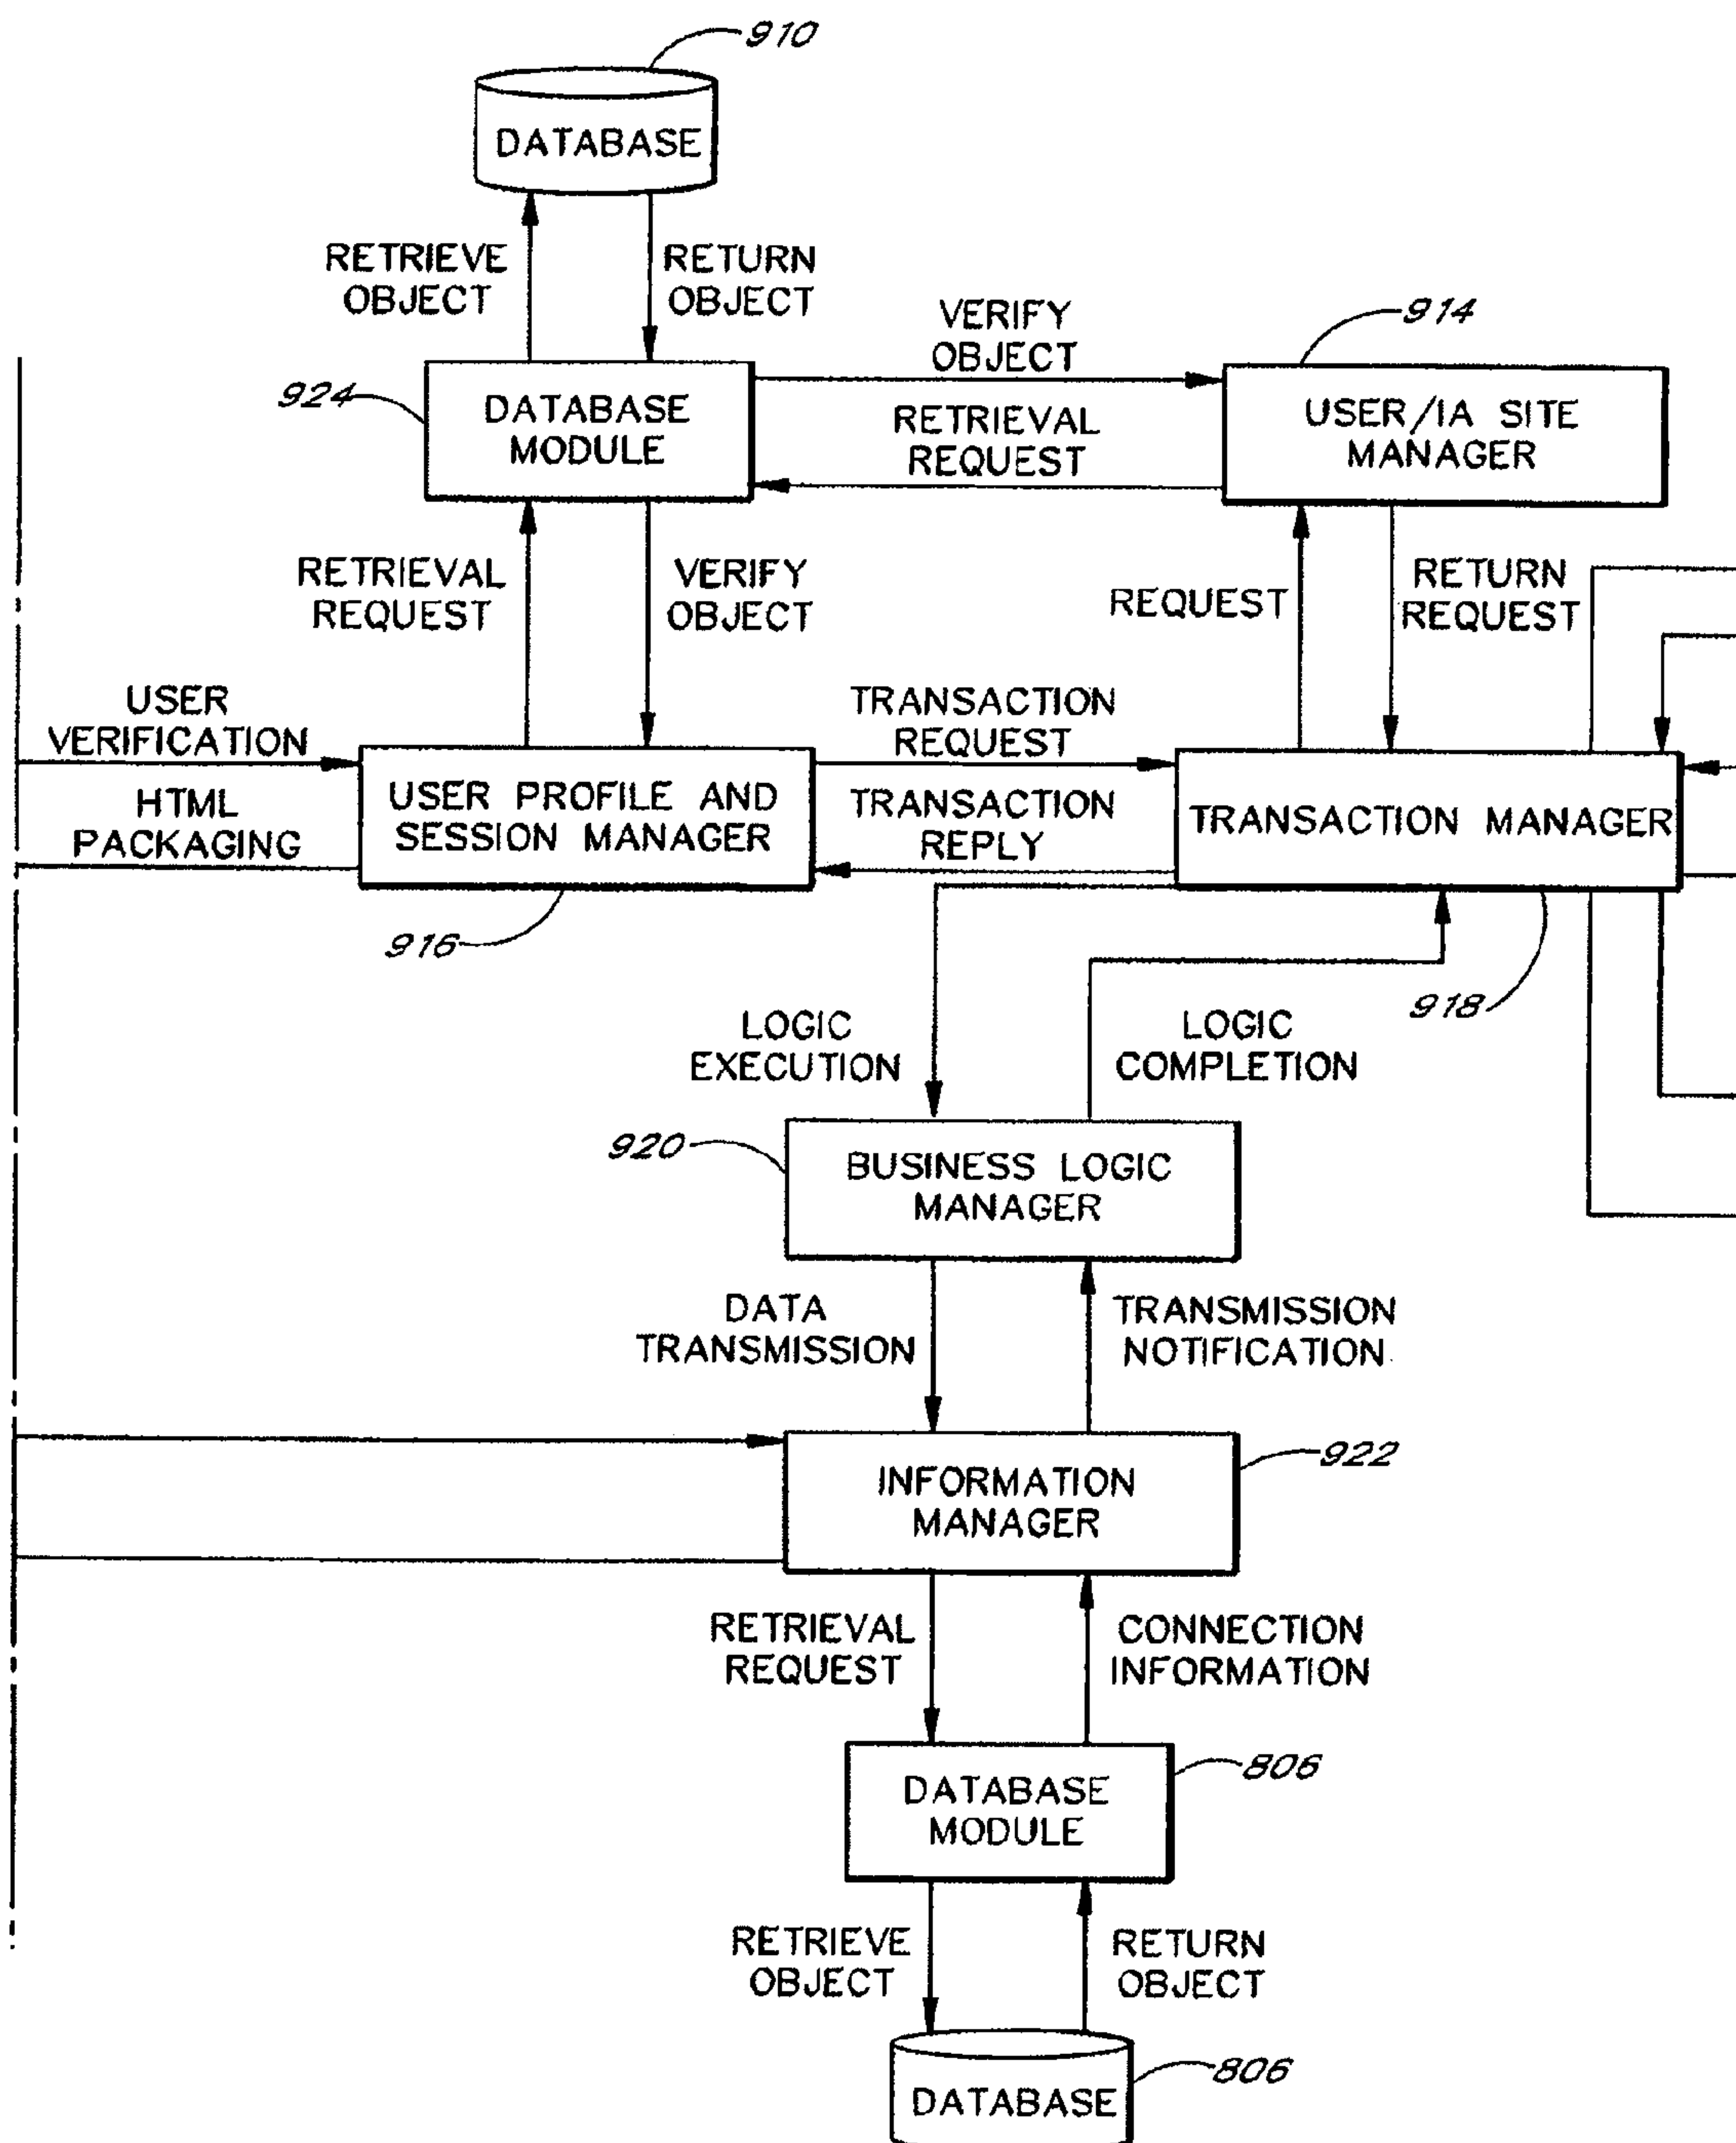 910
DATABASE
RETRIEVE
OBJECT
RETURN
OBJECT
VERIFY
OBJECT
914
924
DATABASE
MODULE
RETRIEVAL
REQUEST
USER/IA SITE
MANAGER
RETRIEVAL
REQUEST
VERIFY
OBJECT
REQUEST
RETURN
REQUEST
USER
VERIFICATION
TRANSACTION
REQUEST
HTML
PACKAGING
USER PROFILE AND
SESSION MANAGER
TRANSACTION
REPLY
TRANSACTION MANAGER
916
918
LOGIC
EXECUTION
LOGIC
COMPLETION
920
BUSINESS LOGIC
MANAGER
DATA
TRANSMISSION
TRANSMISSION
NOTIFICATION
922
INFORMATION
MANAGER
RETRIEVAL
REQUEST
CONNECTION
INFORMATION
806
DATABASE
MODULE
RETRIEVE
OBJECT
RETURN
OBJECT
806
DATABASE